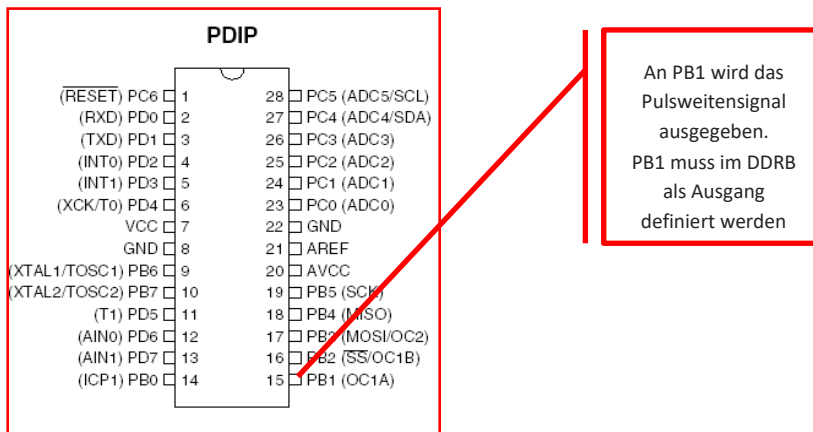 PDIP
(RESET) PC6 1 28 PC5 (ADC5/SCL)
(RXD) PD0 2 27 PC4 (ADC4/SDA)
(TXD) PD1 3 26 PC3 (ADC3)
(INT0) PD2 4 25 PC2 (ADC2)
(INT1) PD3 5 24 PC1 (ADC1)
(XCK/T0) PD4 6 23 PC0 (ADC0)
VCC 7 22 GND
GND 8 21 AREF
(XTAL1/TOSC1) PB6 9 20 AVCC
(XTAL2/TOSC2) PB7 10 19 PB5 (SCK)
(T1) PD5 11 18 PB4 (MISO)
(AIN0) PD6 12 17 PB3 (MOSI/OC2)
(AIN1) PD7 13 16 PB2 (SS/OC1B)
(ICP1) PB0 14 15 PB1 (OC1A)
An PB1 wird das
Pulsweitensignal
ausgegeben.
PB1 muss im DDRB
als Ausgang
definiert werden